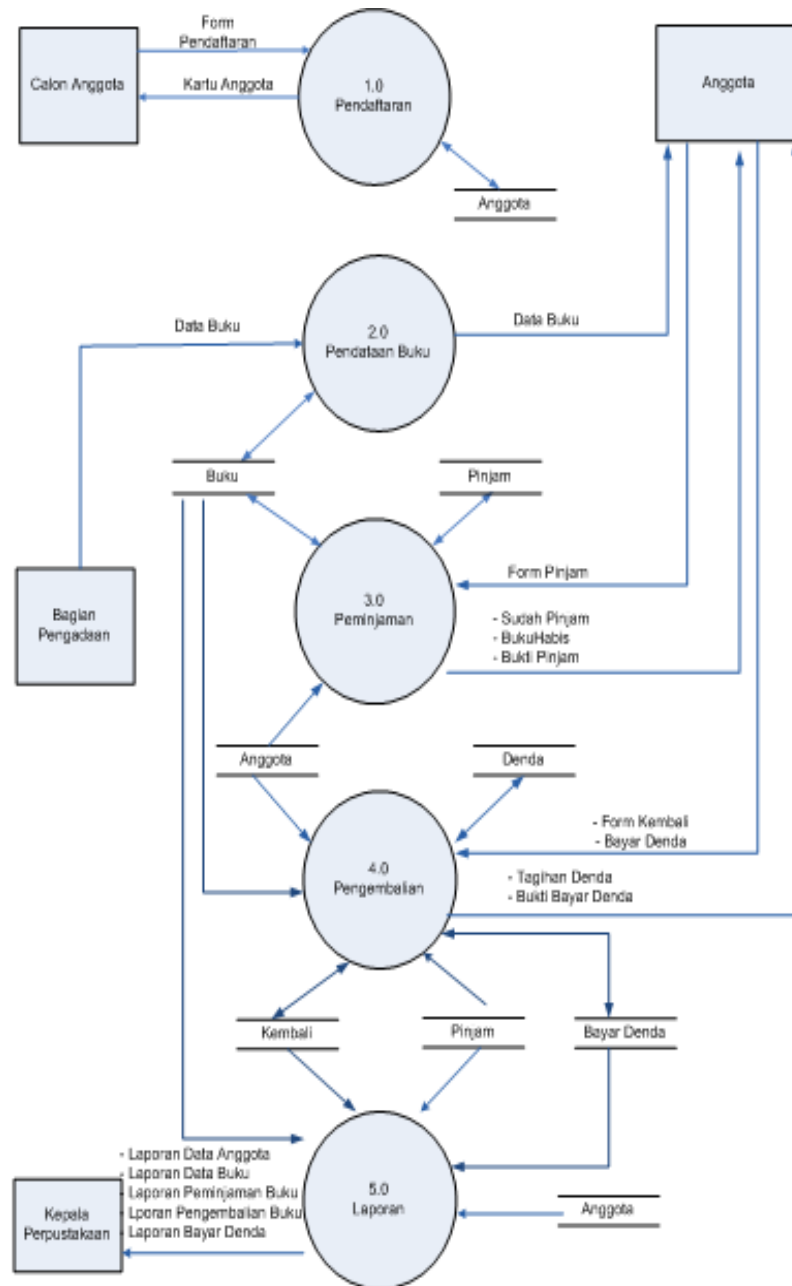 Form
Pendaftaran
Calon Anggota
Kartu Anggota
1.0
Pendaftaran
Anggota
Anggota
Data Buku
2.0
Pendataan Buku
Data Buku
Buku
Pinjam
Bagian
Pengadaan
3.0
Peminjaman
Form Pinjam
- Sudah Pinjam
- BukuHabis
- Bukti Pinjam
Anggota
Denda
- Form Kembali
- Bayar Denda
4.0
Pengembalian
- Tagihan Denda
- Bukti Bayar Denda
Kembali
Pinjam
Bayar Denda
- Laporan Data Anggota
- Laporan Data Buku
- Laporan Peminjaman Buku
- Lporan Pengembalian Buku
- Laporan Bayar Denda
Kepala
Perpustakaan
5.0
Laporan
Anggota